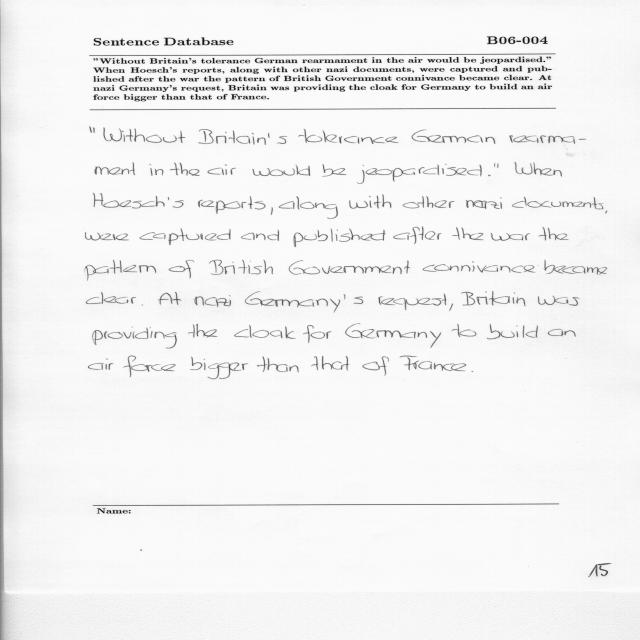 Sentence Database B06-004
"Without Britain's tolerance German rearmament in the air would be jeopardised."
When Hoesch's reports, along with other nazi documents, were captured and pub-
lished after the war the pattern of British Government connivance became clear. At
nazi Germany's request, Britain was providing the cloak for Germany to build an air
force bigger than that of France.
"Without Britain's tolerance German rearma-
ment in the air would be jeopardised." When
Hoesch's reports, along with other nazi documents,
were captured and published after the war the
pattern of British Government connivance became
clear. At nazi Germany's request, Britain was
providing the cloak for Germany to build an
air force bigger than that of France.
Name:
15